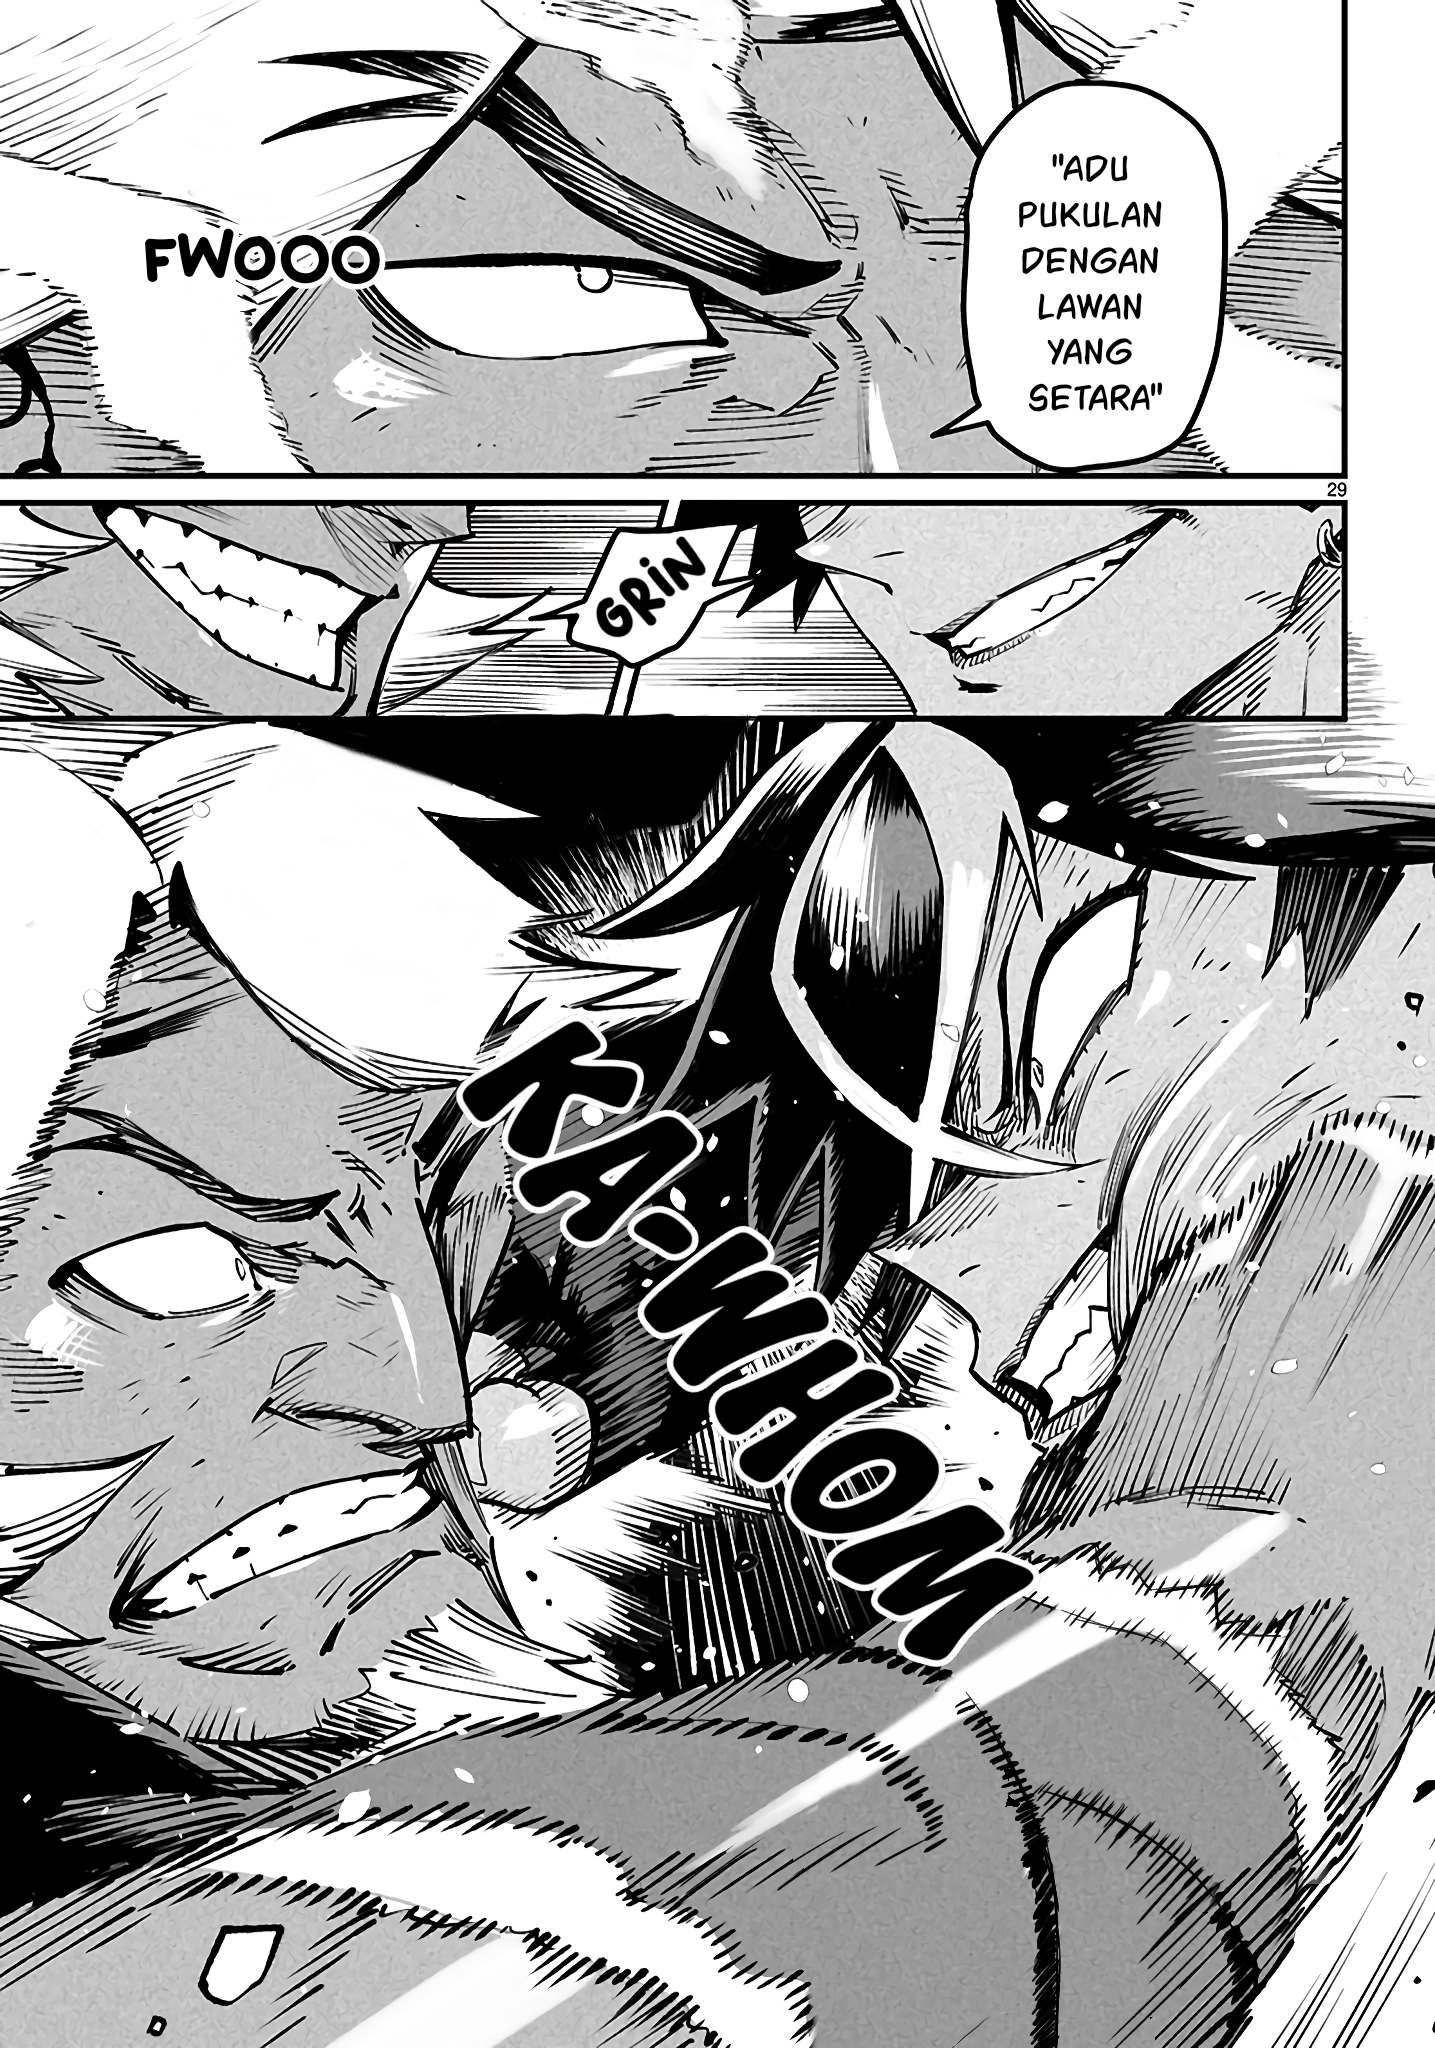 "ADU
PUKULAN
DENGAN
LAWAN
YANG
SETARA"
FWOOO
29
GRIN
KA-WHOM